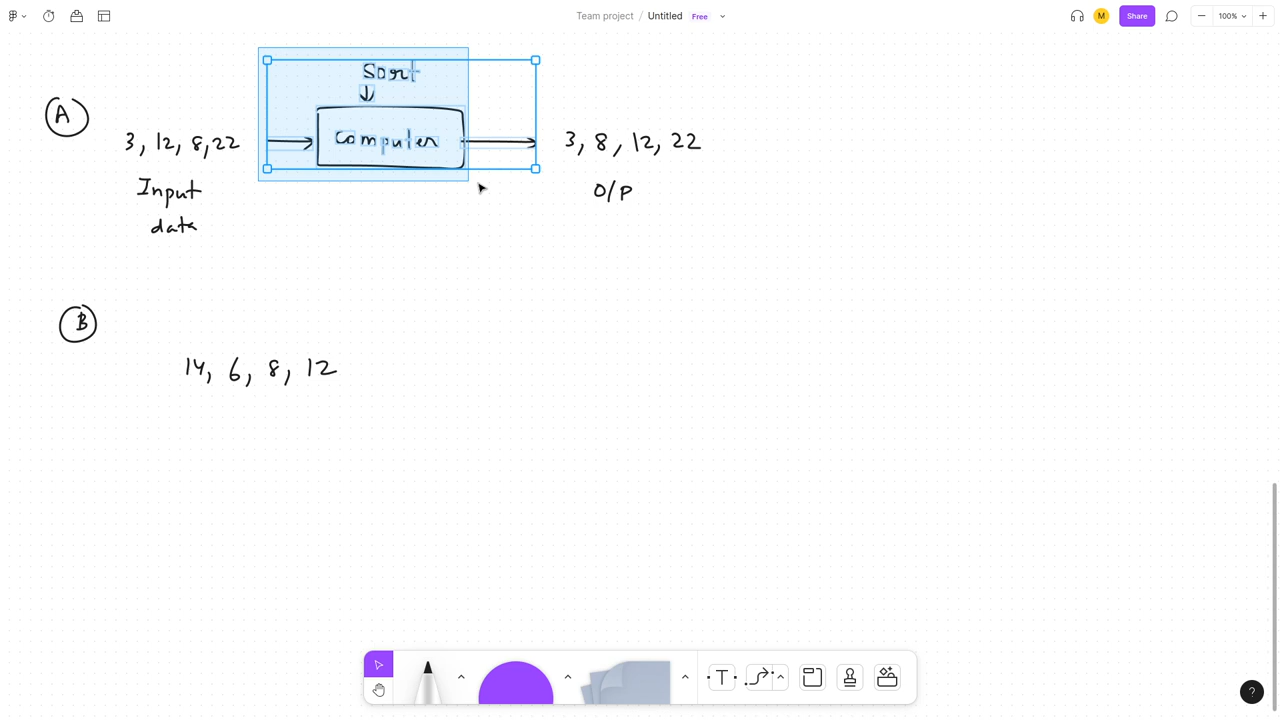 Team project / Untitled Free
M
Share
100%
A
Sort
3, 12, 8, 22
Computer
3, 8, 12, 22
Input
data
O/P
B
14, 6, 8, 12
T
?